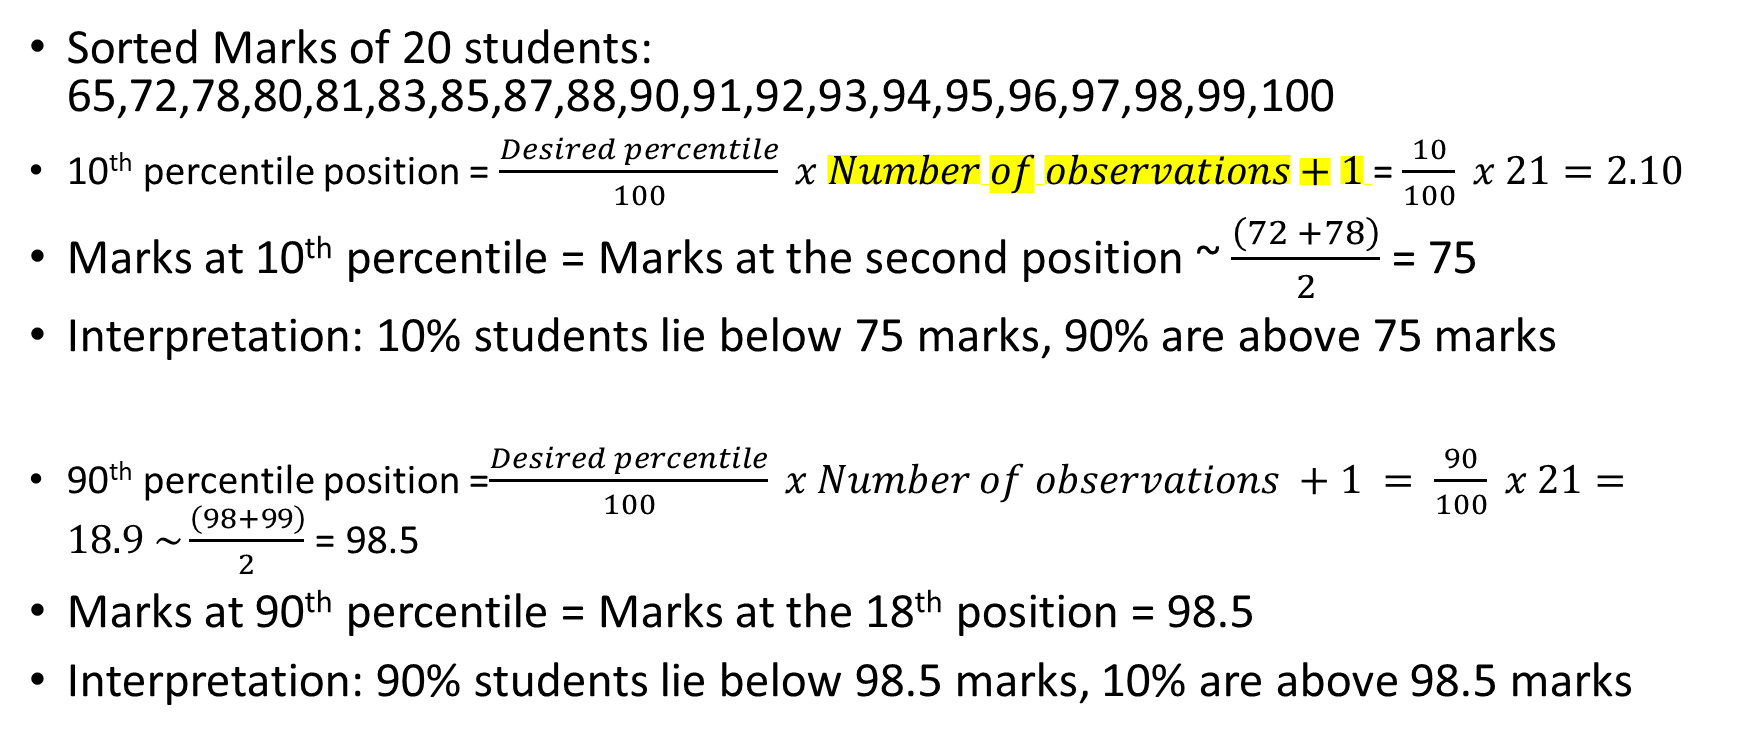 • Sorted Marks of 20 students:
65,72,78,80,81,83,85,87,88,90,91,92,93,94,95,96,97,98,99,100
• 10th percentile position = Desired percentile/100 x Number of observations + 1 = 10/100 x 21 = 2.10
• Marks at 10th percentile = Marks at the second position ~ (72 +78)/2 = 75
• Interpretation: 10% students lie below 75 marks, 90% are above 75 marks
• 90th percentile position = Desired percentile/100 x Number of observations + 1 = 90/100 x 21 =
18.9 ~ (98+99)/2 = 98.5
• Marks at 90th percentile = Marks at the 18th position = 98.5
• Interpretation: 90% students lie below 98.5 marks, 10% are above 98.5 marks